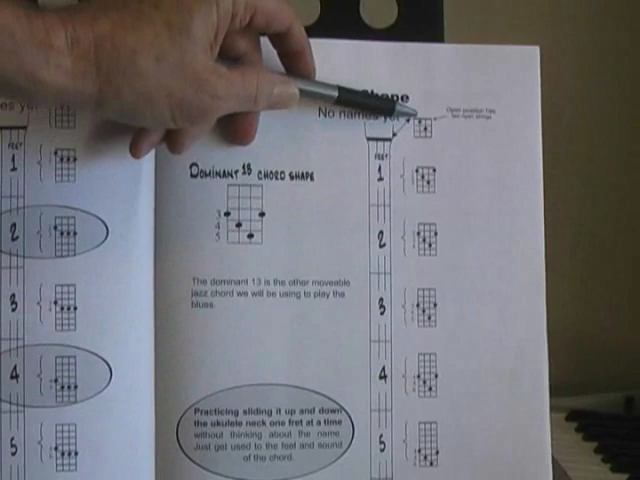 es ye
Shape
No names ye
Open position has
two open strings
FRET
FRET
1
2
3
4
5
DOMINANT 13 CHORD SHAPE
3
4
5
The dominant 13 is the other moveable
jazz chord we will be using to play the
blues.
Practicing sliding it up and down
the ukulele neck one fret at a time
without thinking about the name.
Just get used to the feel and sound
of the chord.
1
2
3
4
5